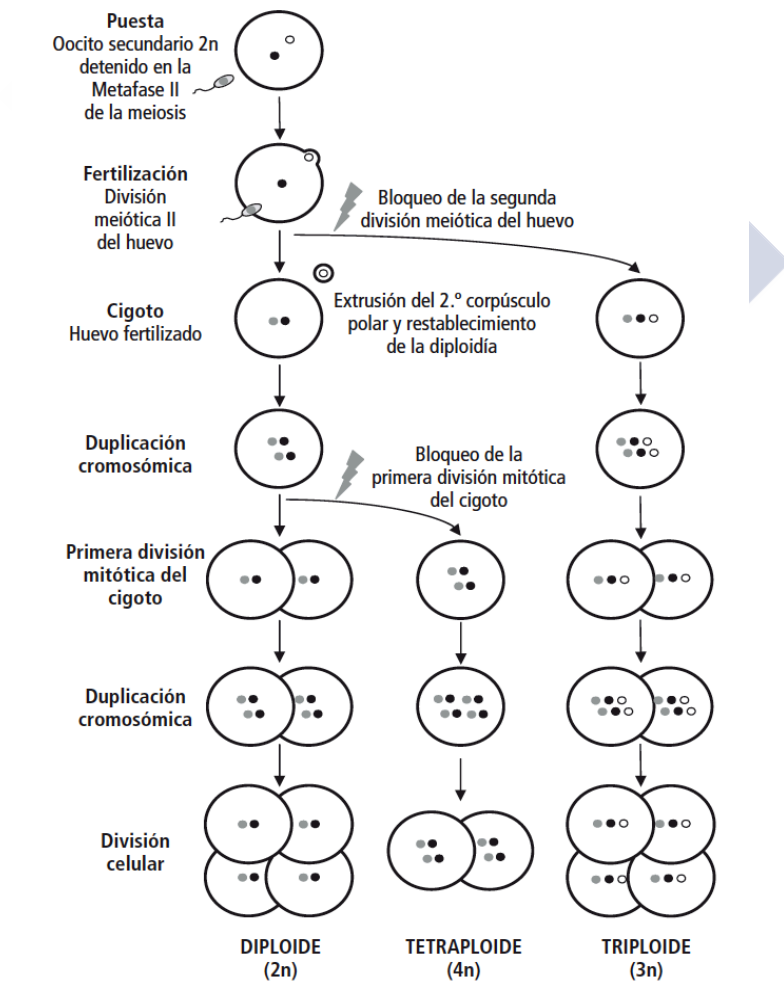 Puesta
Oocito secundario 2n
detenido en la
Metafase II
de la meiosis
Fertilización
División
meiótica II
del huevo
Bloqueo de la segunda
división meiótica del huevo
Cigoto
Huevo fertilizado
Extrusión del 2.º corpúsculo
polar y restablecimiento
de la diploidía
Duplicación
cromosómica
Bloqueo de la
primera división mitótica
del cigoto
Primera división
mitótica del
cigoto
Duplicación
cromosómica
División
celular
DIPLOIDE
(2n)
TETRAPLOIDE
(4n)
TRIPLOIDE
(3n)